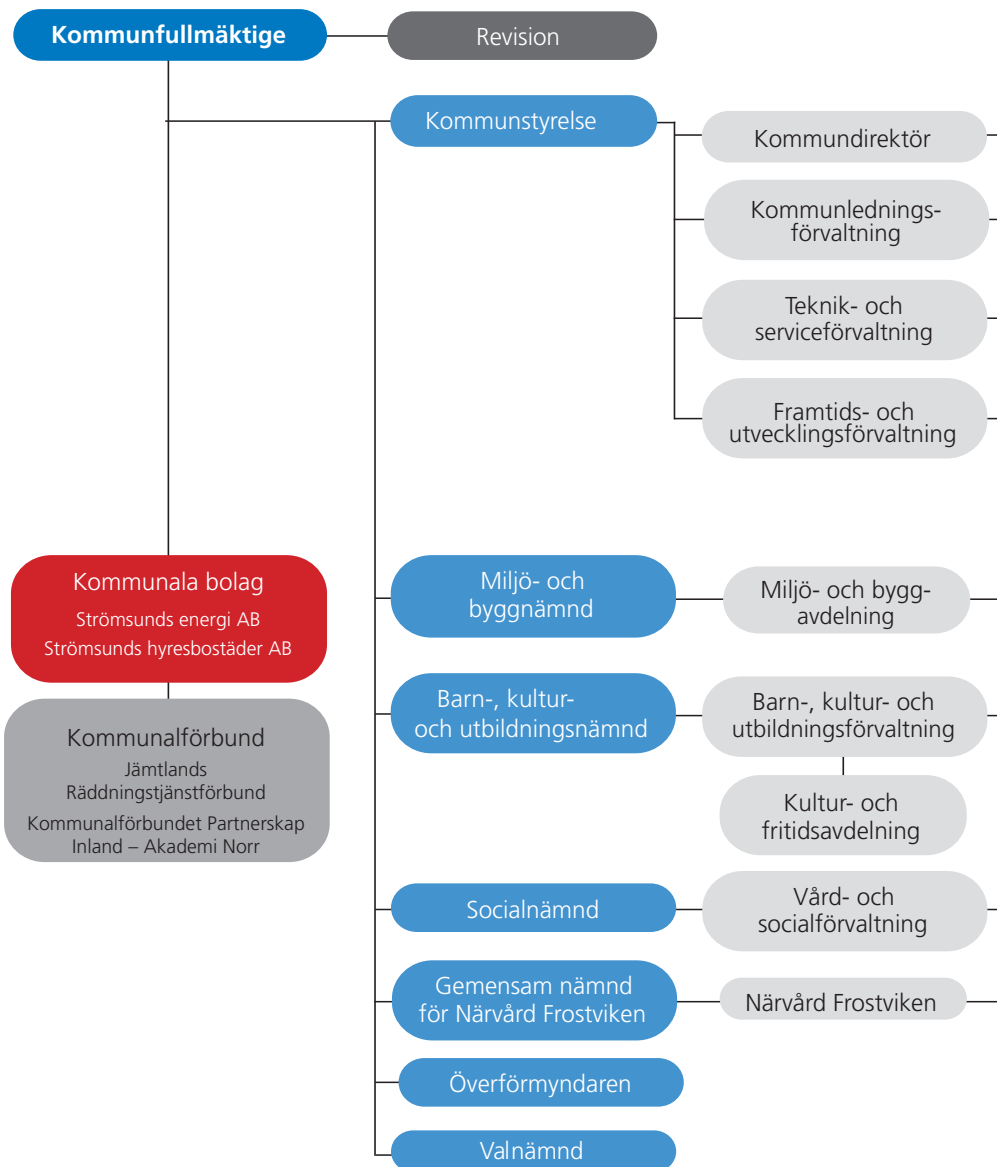 Kommunfullmäktige
Revision
Kommunstyrelse
Kommundirektör
Kommunlednings-
förvaltning
Teknik- och
serviceförvaltning
Framtids- och
utvecklingsförvaltning
Kommunala bolag
Strömsunds energi AB
Strömsunds hyresbostäder AB
Kommunalförbund
Jämtlands
Räddningstjänstförbund
Kommunalförbundet Partnerskap
Inland – Akademi Norr
Miljö- och
byggnämnd
Miljö- och bygg-
avdelning
Barn-, kultur-
och utbildningsnämnd
Barn-, kultur- och
utbildningsförvaltning
Kultur- och
fritidsavdelning
Socialnämnd
Vård- och
socialförvaltning
Gemensam nämnd
för Närvård Frostviken
Närvård Frostviken
Överförmyndaren
Valnämnd